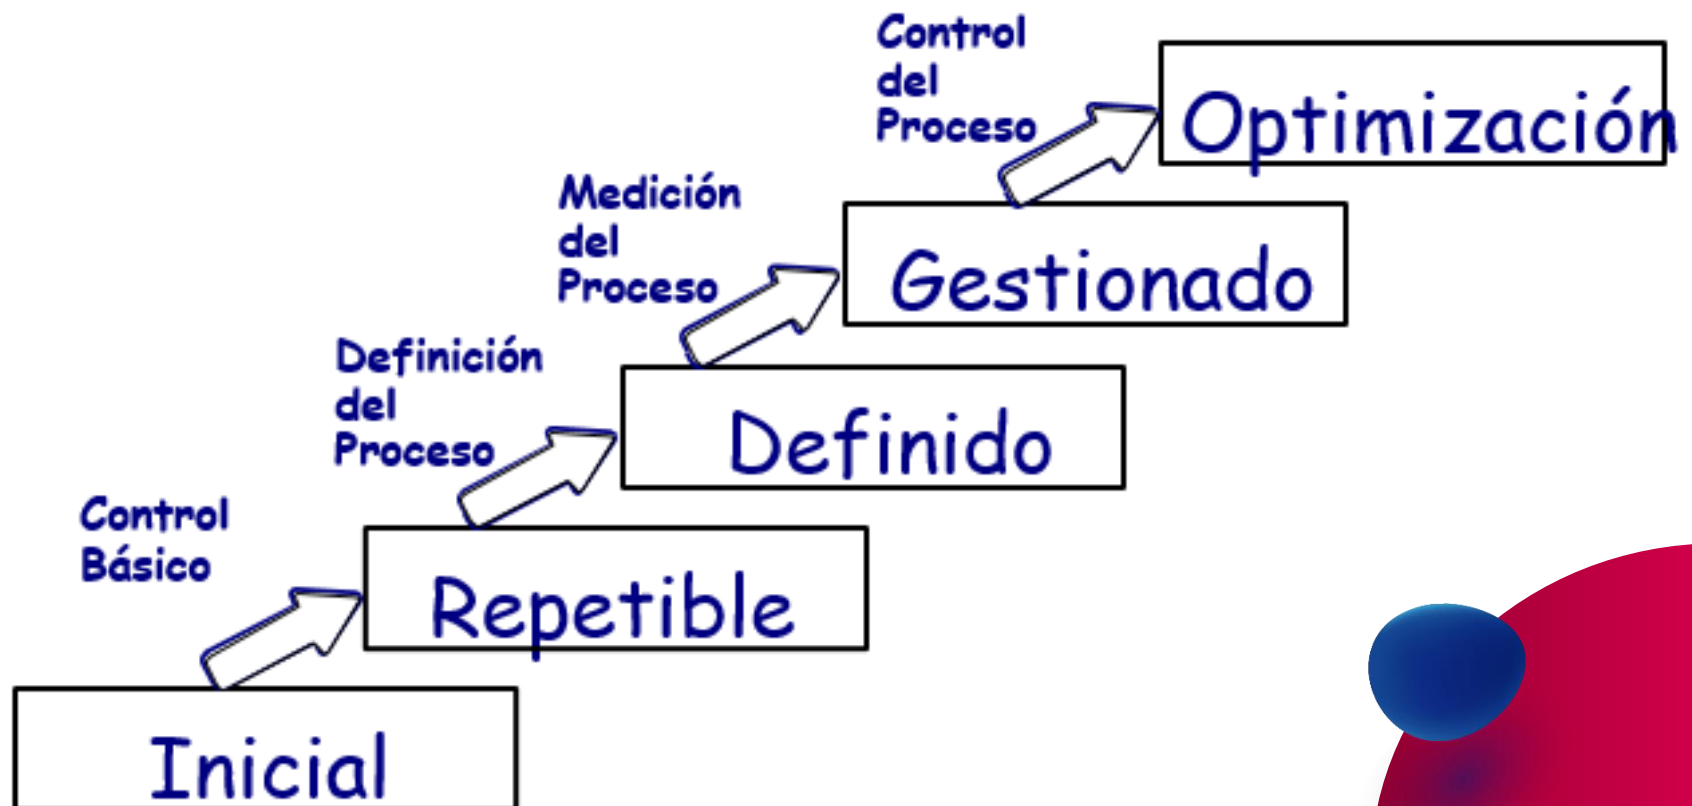 Control
del
Proceso
Optimización
Medición
del
Proceso
Gestionado
Definición
del
Proceso
Definido
Control
Básico
Repetible
Inicial